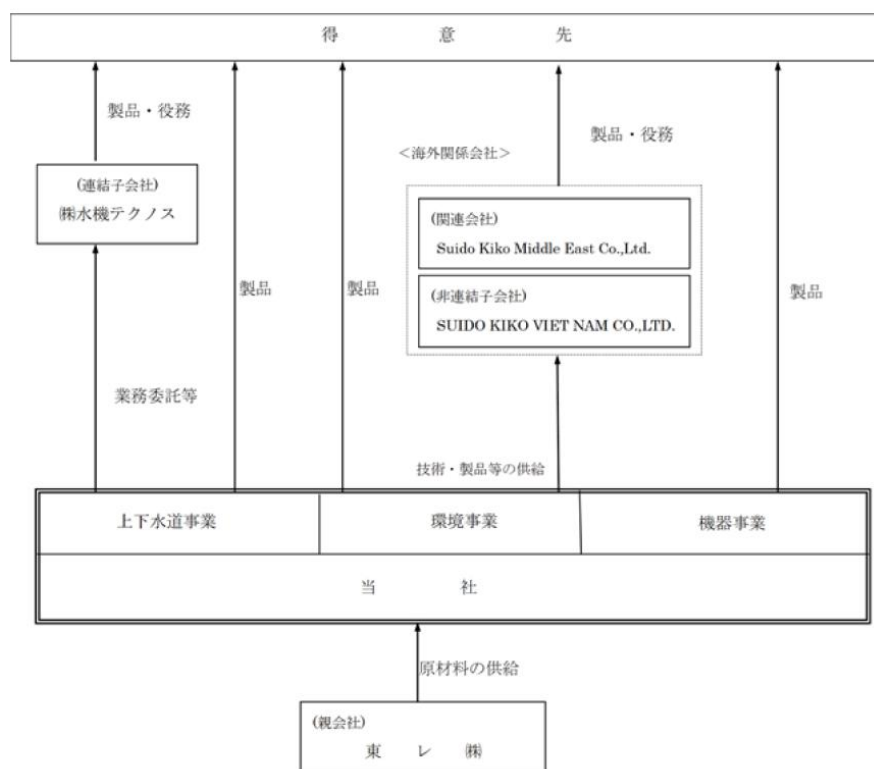 得意先
製品・役務
製品・役務
<海外関係会社>
(連結子会社)
㈱水機テクノス
(関連会社)
Suido Kiko Middle East Co.,Ltd.
(非連結子会社)
SUIDO KIKO VIET NAM CO.,LTD.
製品
製品
製品
業務委託等
技術・製品等の供給
上下水道事業
環境事業
機器事業
当社
原材料の供給
(親会社)
東レ㈱